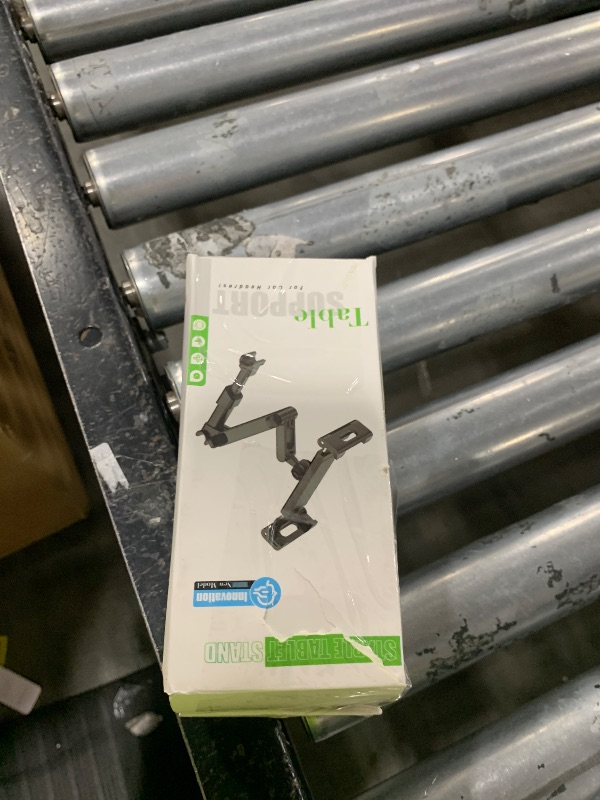 STABLE TABLET STAND
Innovation
New Model
Table
SUPPORT
For Car Headrest